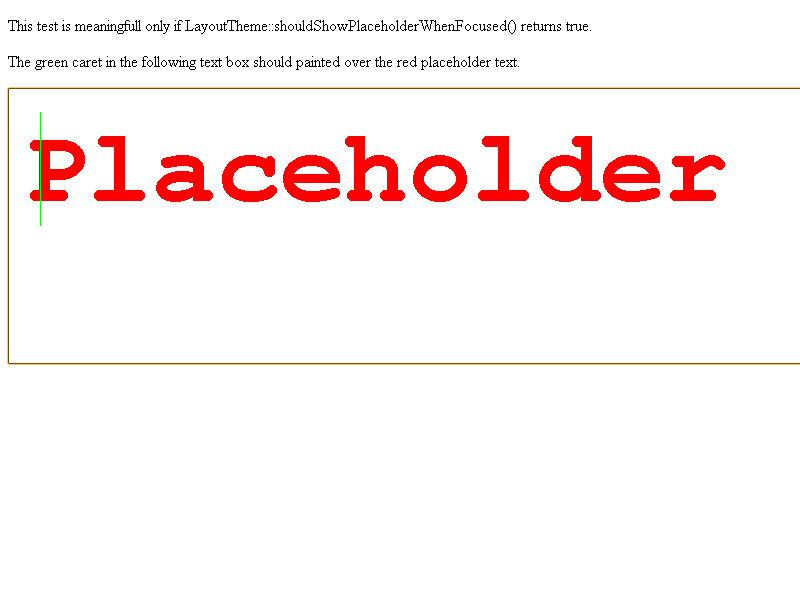 This test is meaningfull only if LayoutTheme::shouldShowPlaceholderWhenFocused() returns true.
The green caret in the following text box should painted over the red placeholder text.
Placeholder